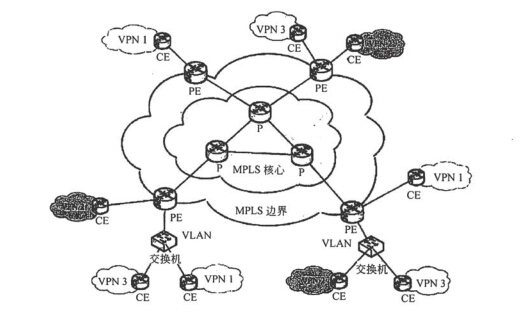 VPN 1
CE
VPN 3
CE
CE
PE
PE
P
P
P
MPLS 核心
CE
PE
MPLS 边界
PE
VPN 1
CE
VLAN
交换机
VLAN
交换机
VPN 3
CE
VPN 1
CE
CE
VPN 3
CE